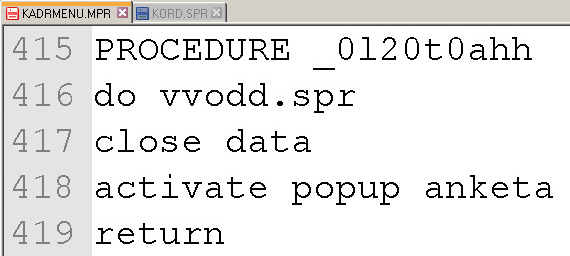 KADRMENU.MPR KORD.SPR
415 PROCEDURE _0l20t0ahh
416 do vvodd.spr
417 close data
418 activate popup anketa
419 return